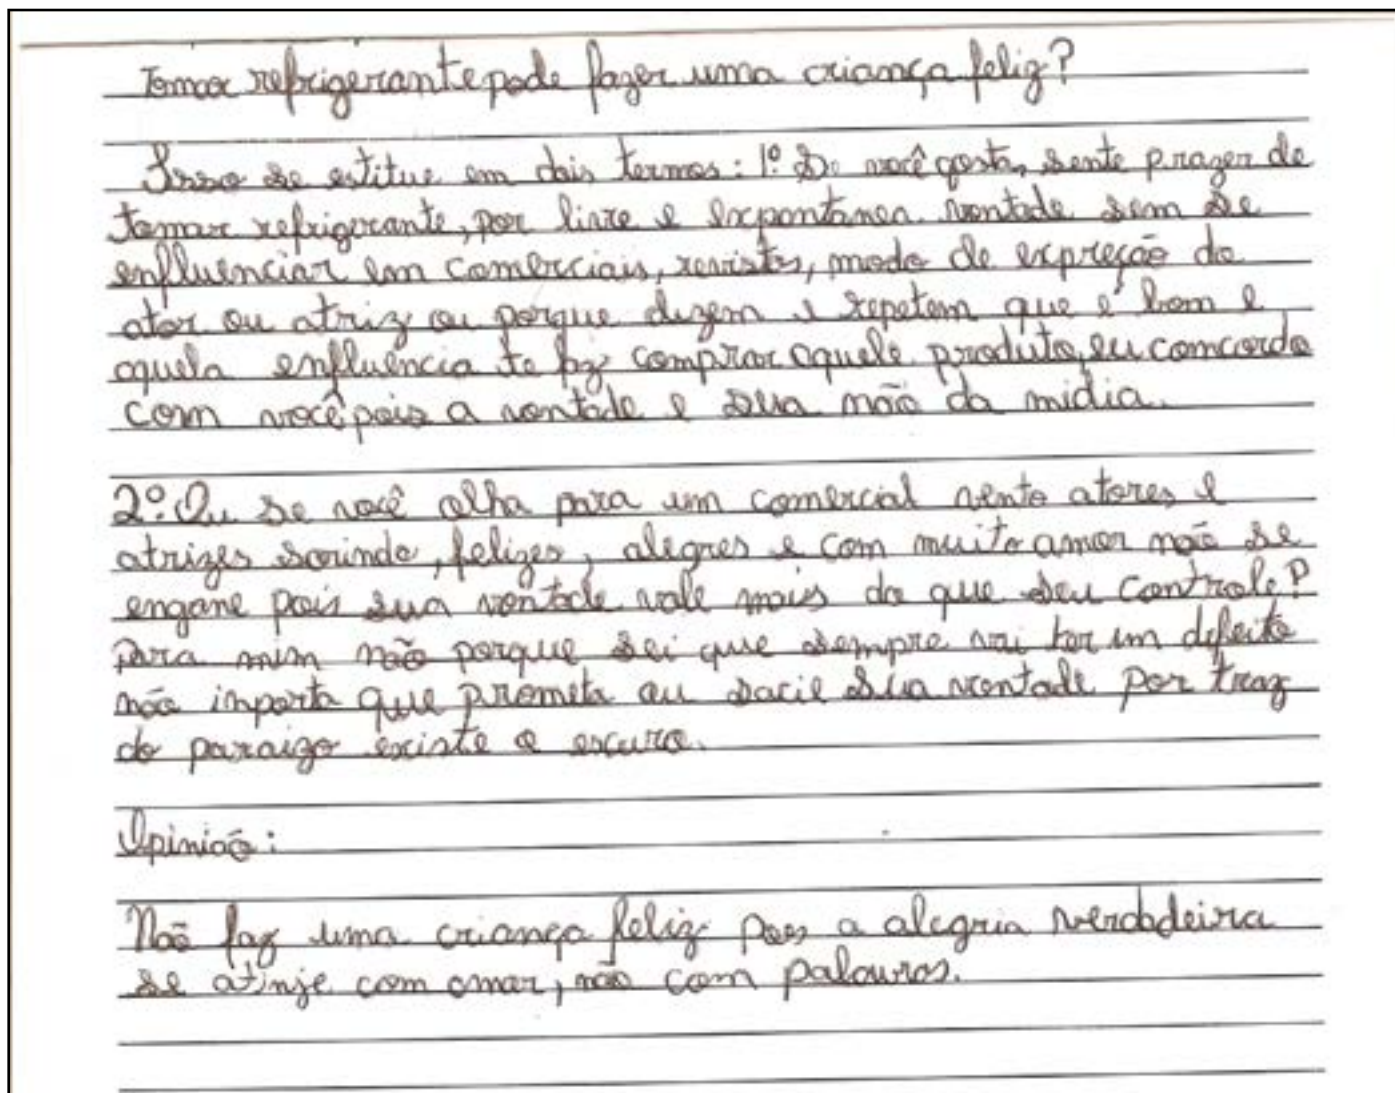 Tomar refrigerante pode fazer uma criança feliz?
Isso se estitue em dois termos: 1º Se você gosta, sente prazer de
tomar refrigerante, por livre e expontânea vontade sem se
enfluenciar em comerciais, revistas, modo de expreção do
ator ou atriz ou porque dizem e repetem que é bom e
aquela enfluência te faz comprar aquele produto, eu concordo
com você pois a vontade e sua não da mídia.
2º Ou se você olha para um comercial vento atores e
atrizes sorindo, felizes, alegres e com muito amor não se
engane pois sua vontade vale mais do que seu controle?
Para mim não porque sei que sempre vai ter um defeito
não inporta que prometa ou sacie sua vontade por traz
do paraizo existe o escuro.
Opinião:
Não faz uma criança feliz pois a alegria verdadeira
se atinje com amar, não com palavras.